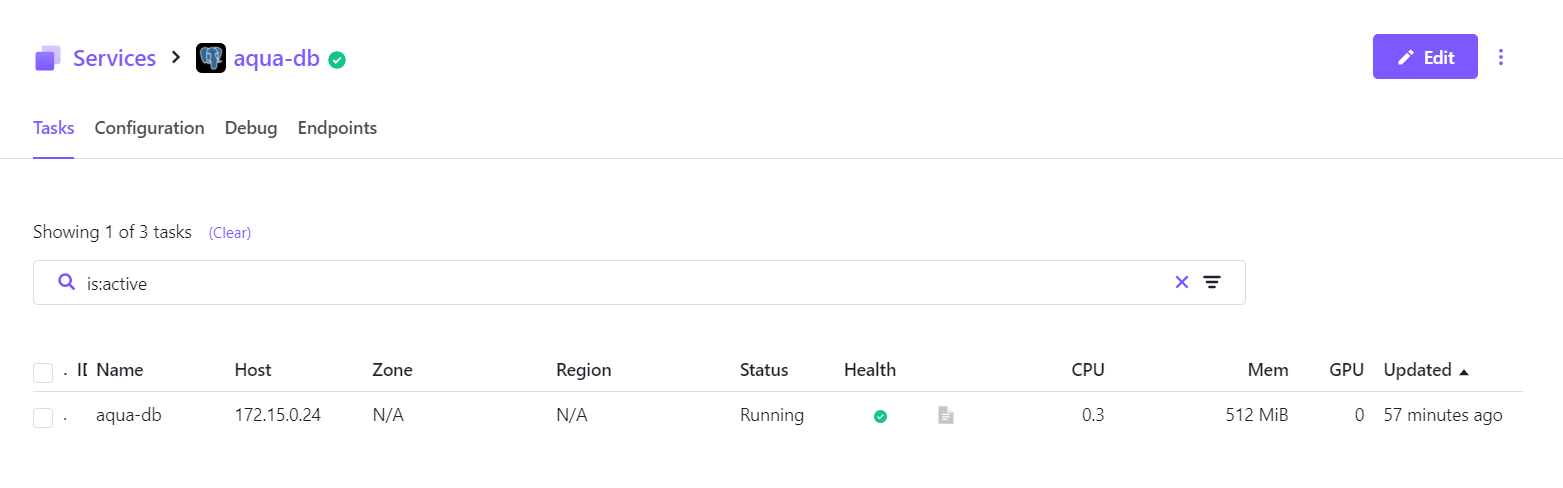 Services aqua-db Edit
Tasks Configuration Debug Endpoints
Showing 1 of 3 tasks (Clear)
is:active
. Name Host Zone Region Status Health CPU Mem GPU Updated
. aqua-db 172.15.0.24 N/A N/A Running 0.3 512 MiB 0 57 minutes ago